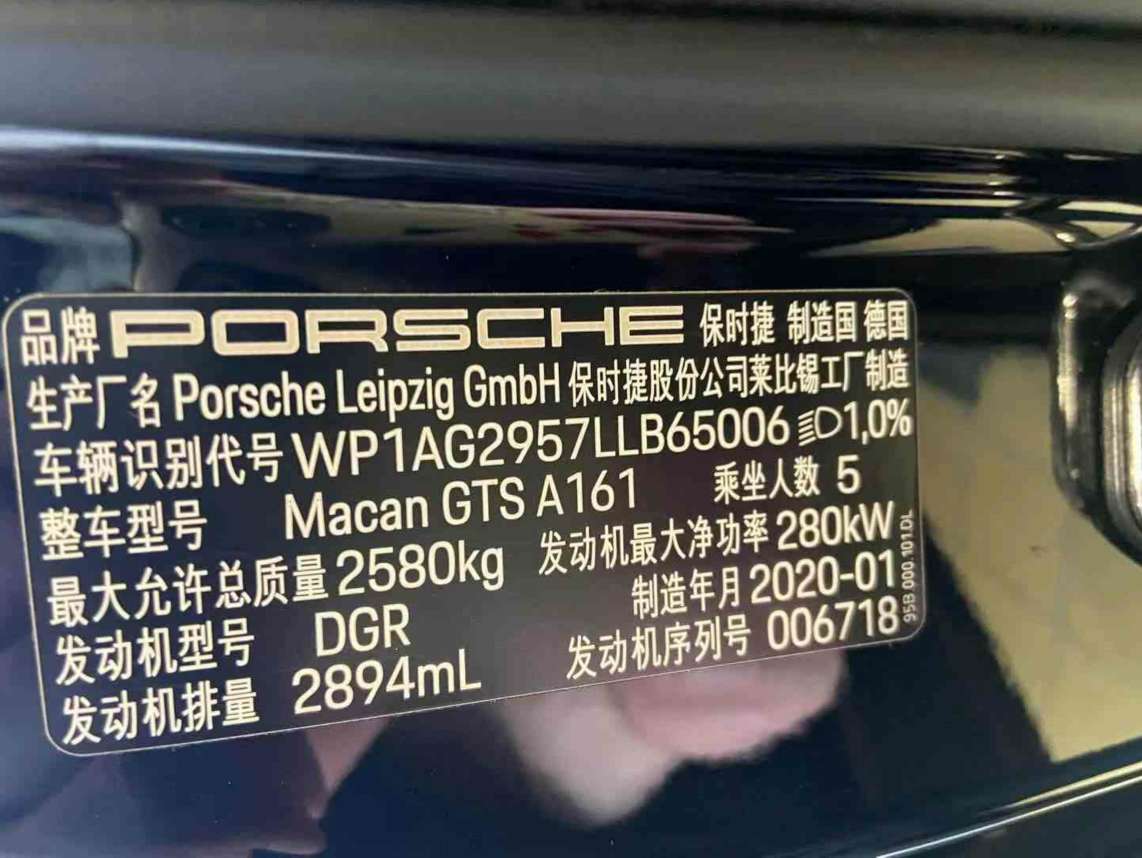 品牌 PORSCHE 保时捷 制造国 德国
生产厂名 Porsche Leipzig GmbH 保时捷股份公司莱比锡工厂制造
车辆识别代号 WP1AG2957LLB65006 1,0%
整车型号 Macan GTS A161 乘坐人数 5
最大允许总质量 2580kg 发动机最大净功率 280kW
发动机型号 DGR 制造年月 2020-01
发动机排量 2894mL 发动机序列号 006718
95B 000.101.DL